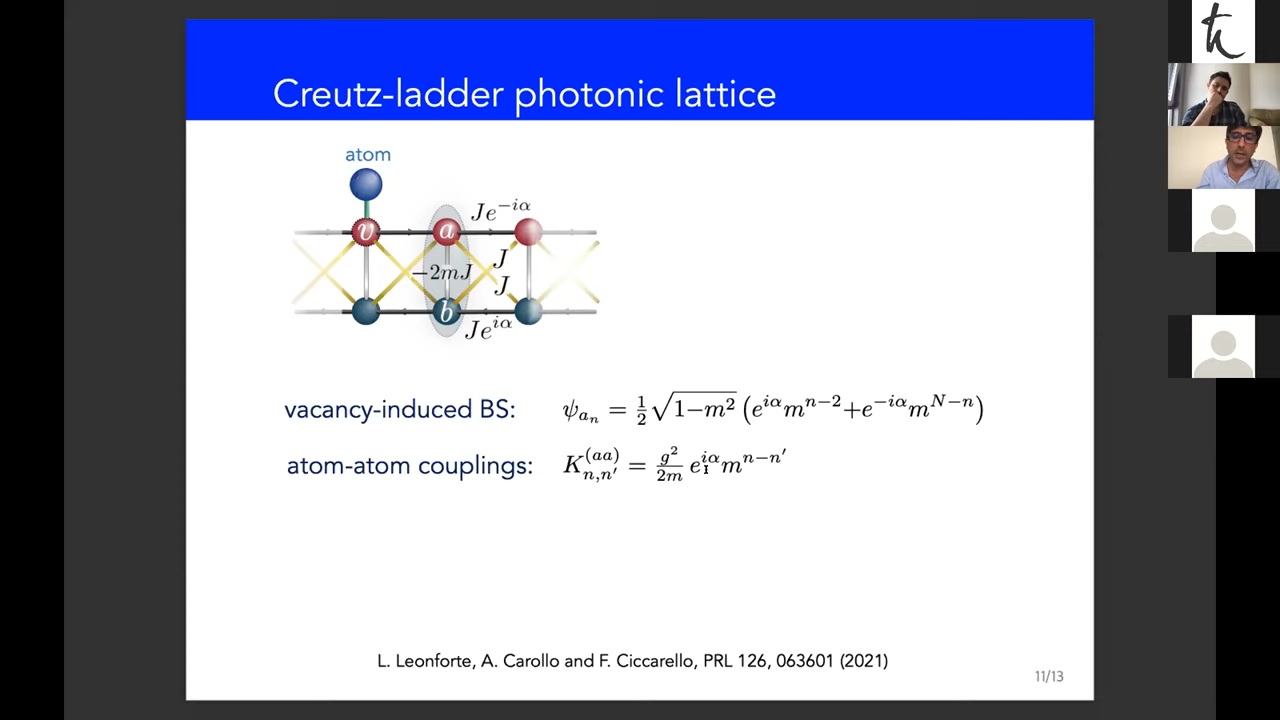 Creutz-ladder photonic lattice
atom
Je^{-iα}
v
a
J
-2mJ
J
b
Je^{iα}
vacancy-induced BS: ψ_{a_n} = ½√(1−m²) (e^{iα}m^{n−2}+e^{−iα}m^{N−n})
atom-atom couplings: K_{n,n′}^{(aa)} = g²/2m e^{iα}m^{n−n′}
L. Leonforte, A. Carollo and F. Ciccarello, PRL 126, 063601 (2021)
11/13